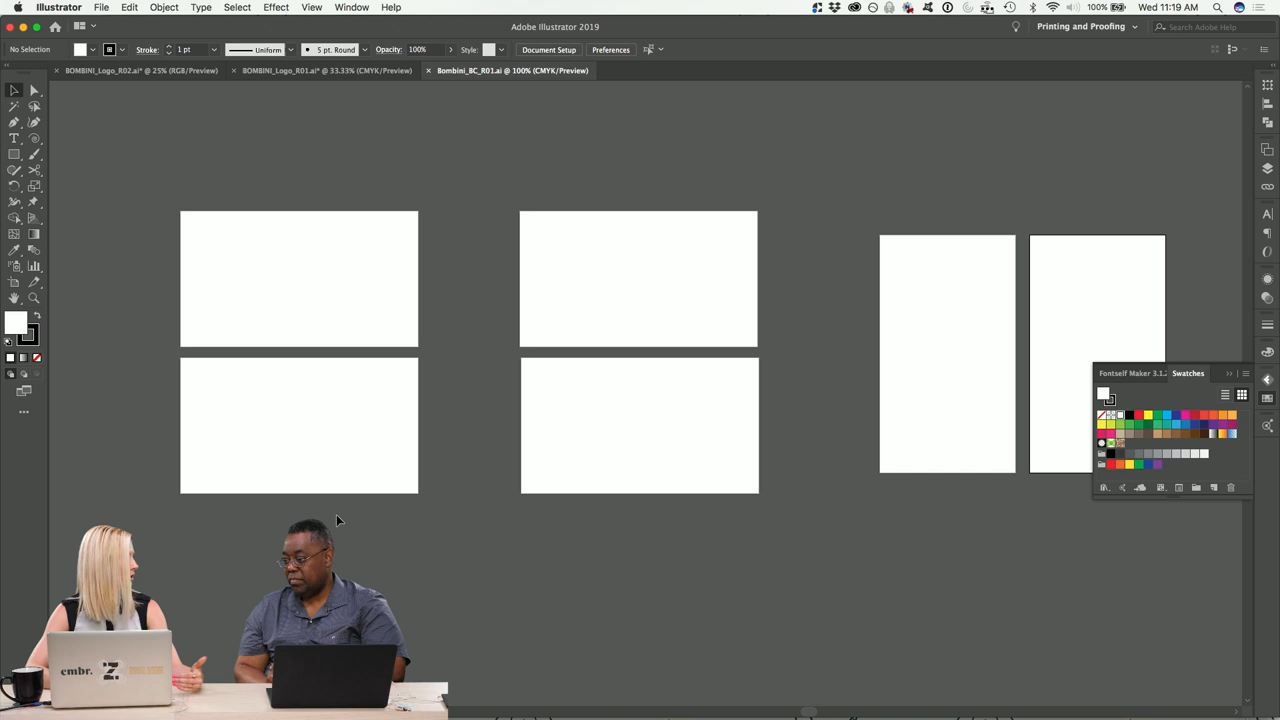 Illustrator File Edit Object Type Select Effect View Window Help
100% Wed 11:19 AM
Adobe Illustrator 2019
Printing and Proofing
Search Adobe Help
No Selection
Stroke: 1 pt
Uniform
5 pt. Round
Opacity: 100%
Style:
Document Setup
Preferences
BOMBINI_Logo_R02.ai* @ 25% (RGB/Preview)
BOMBINI_Logo_R01.ai* @ 33.33% (CMYK/Preview)
Bombini_BC_R01.ai @ 100% (CMYK/Preview)
Fontself Maker 3.1.2
Swatches
embr.